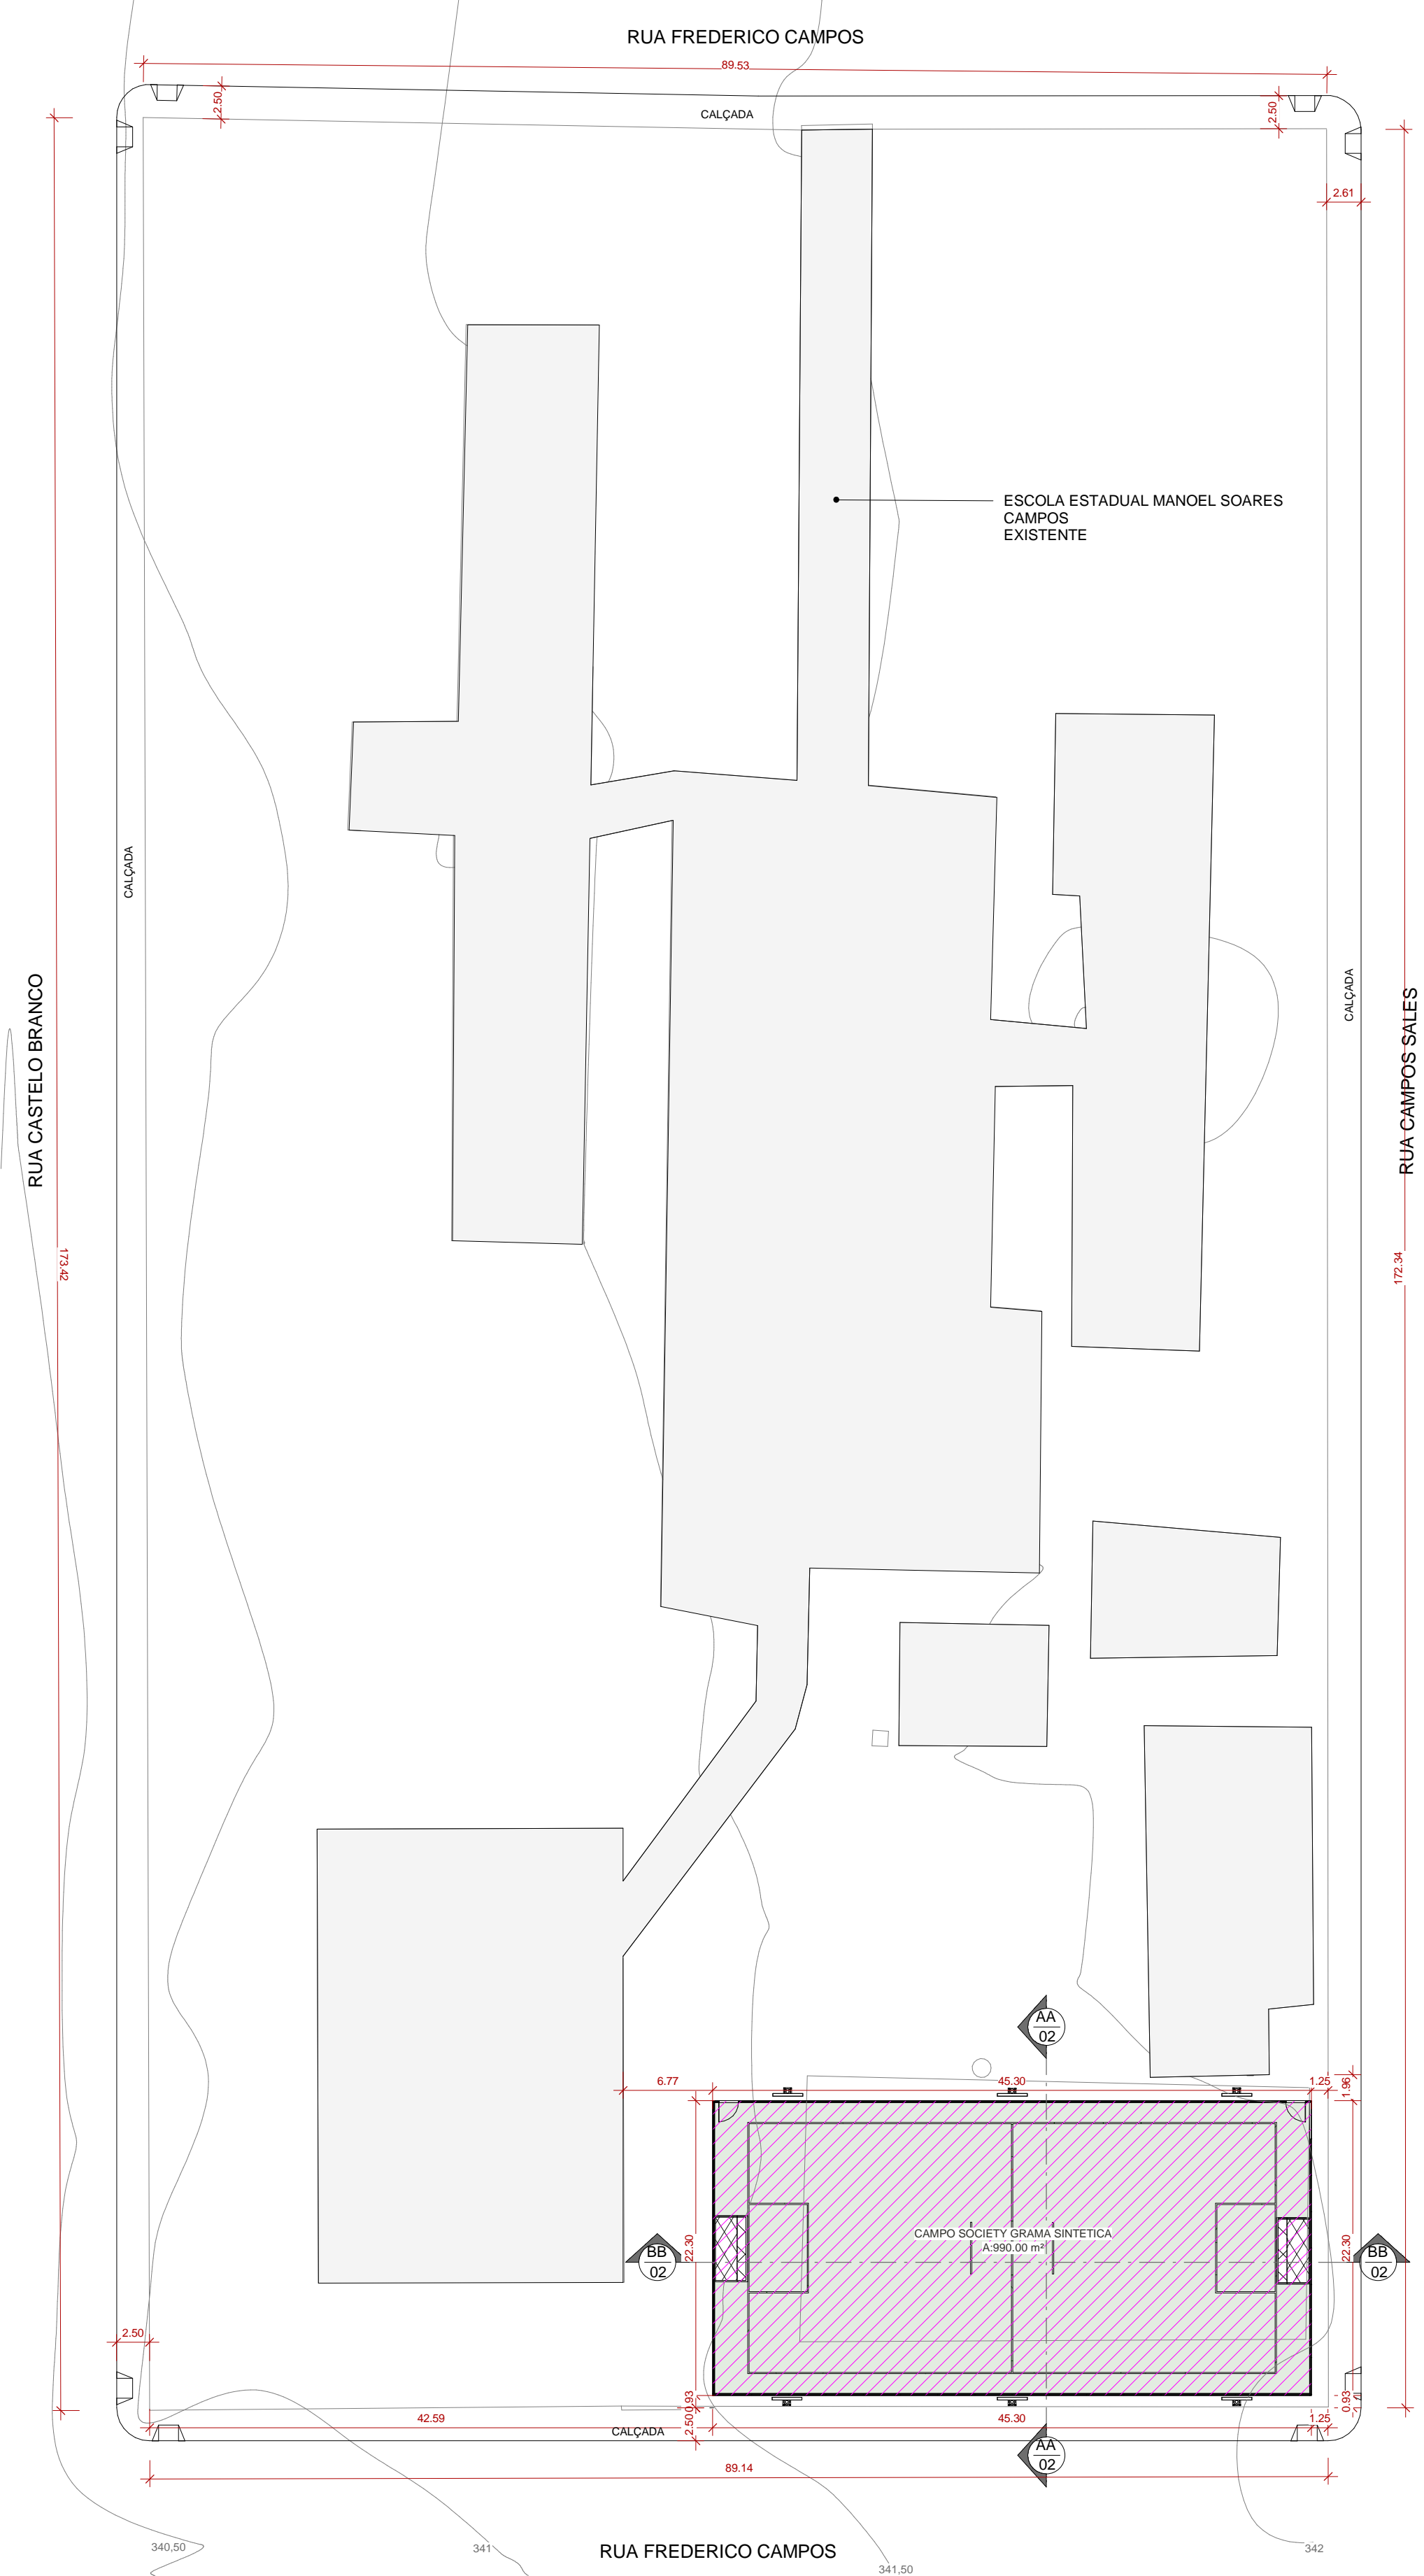 RUA FREDERICO CAMPOS
89.53
2.50
CALÇADA
2.50
2.61
ESCOLA ESTADUAL MANOEL SOARES
CAMPOS
EXISTENTE
CALÇADA
CALÇADA
RUA CASTELO BRANCO
RUA CAMPOS SALES
173.42
172.34
AA
02
6.77
45.30
1.25
1.96
CAMPO SOCIETY GRAMA SINTETICA
A:990.00 m²
22.30
22.30
BB
02
BB
02
2.50
0.93
0.93
42.59
2.50
45.30
1.25
CALÇADA
AA
02
89.14
340,50
341
RUA FREDERICO CAMPOS
341,50
342